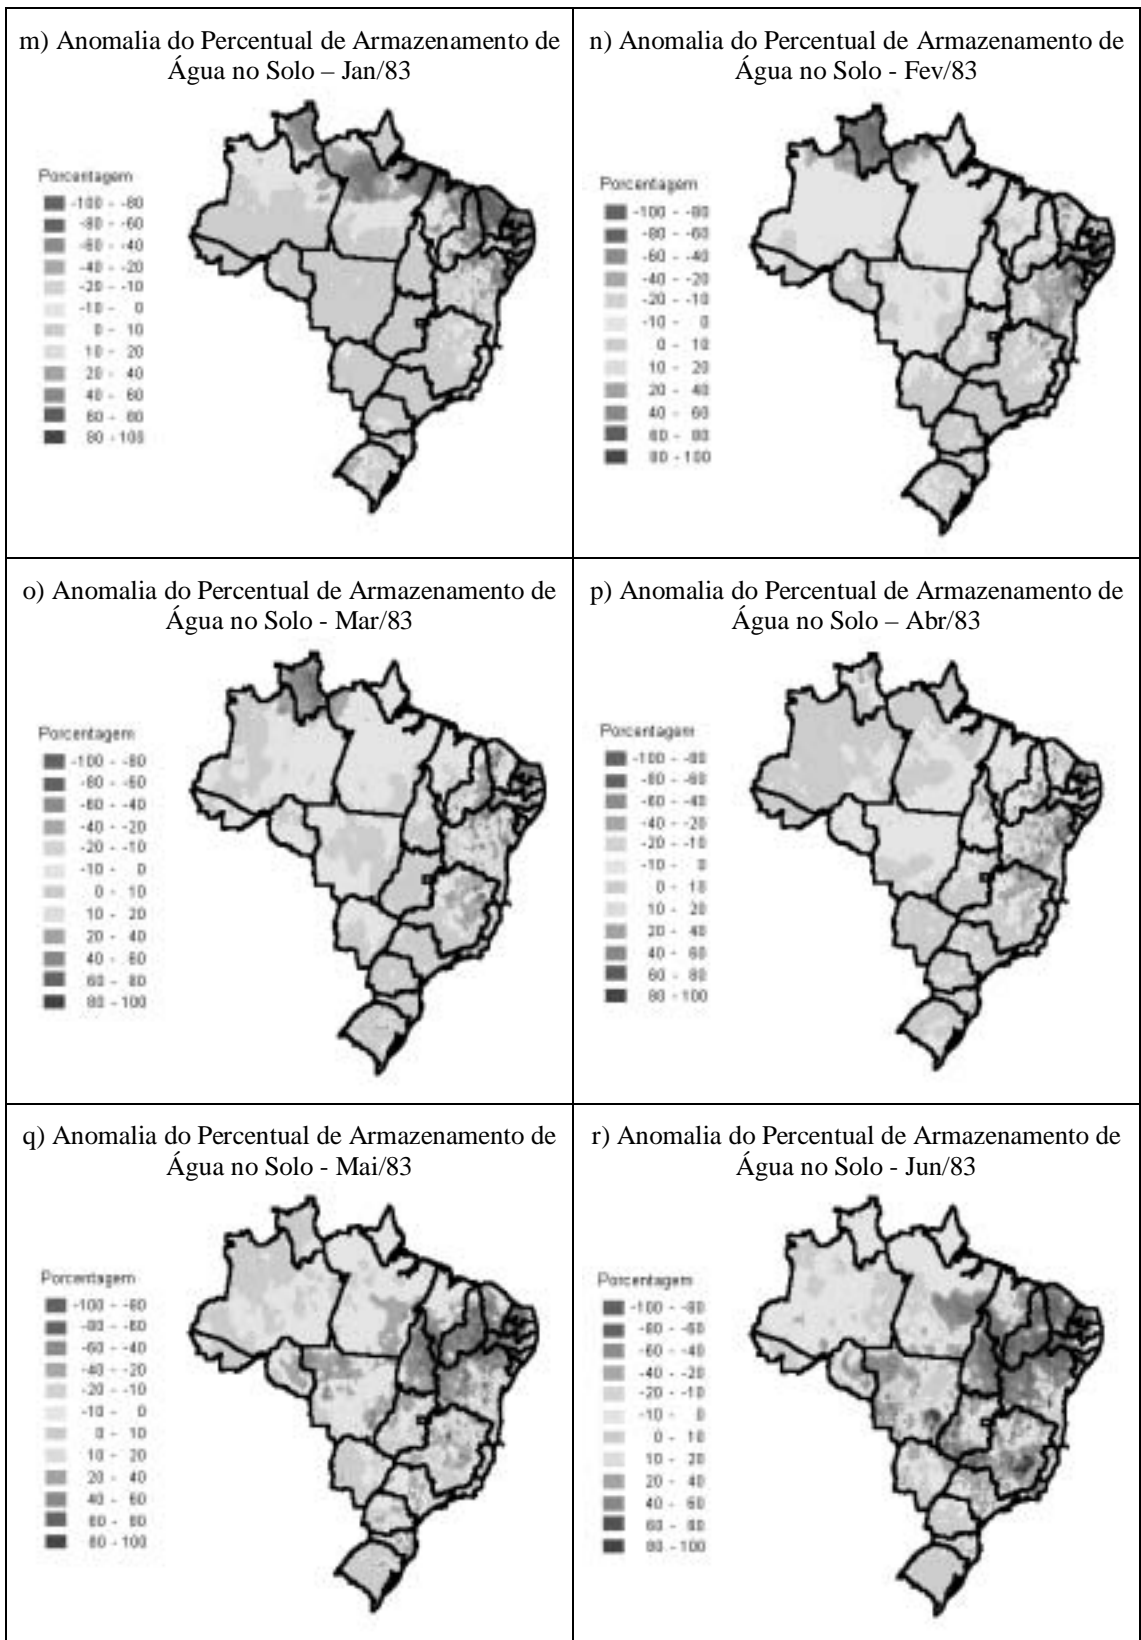 m) Anomalia do Percentual de Armazenamento de
Água no Solo – Jan/83
Porcentagem
-100 - -80
-80 - -60
-60 - -40
-40 - -20
-20 - -10
-10 - 0
0 - 10
10 - 20
20 - 40
40 - 60
60 - 80
80 - 100
n) Anomalia do Percentual de Armazenamento de
Água no Solo - Fev/83
Porcentagem
-100 - -80
-80 - -60
-60 - -40
-40 - -20
-20 - -10
-10 - 0
0 - 10
10 - 20
20 - 40
40 - 60
60 - 80
80 - 100
o) Anomalia do Percentual de Armazenamento de
Água no Solo - Mar/83
Porcentagem
-100 - -80
-80 - -60
-60 - -40
-40 - -20
-20 - -10
-10 - 0
0 - 10
10 - 20
20 - 40
40 - 60
60 - 80
80 - 100
p) Anomalia do Percentual de Armazenamento de
Água no Solo – Abr/83
Porcentagem
-100 - -80
-80 - -60
-60 - -40
-40 - -20
-20 - -10
-10 - 0
0 - 10
10 - 20
20 - 40
40 - 60
60 - 80
80 - 100
q) Anomalia do Percentual de Armazenamento de
Água no Solo - Mai/83
Porcentagem
-100 - -80
-80 - -60
-60 - -40
-40 - -20
-20 - -10
-10 - 0
0 - 10
10 - 20
20 - 40
40 - 60
60 - 80
80 - 100
r) Anomalia do Percentual de Armazenamento de
Água no Solo - Jun/83
Porcentagem
-100 - -80
-80 - -60
-60 - -40
-40 - -20
-20 - -10
-10 - 0
0 - 10
10 - 20
20 - 40
40 - 60
60 - 80
80 - 100